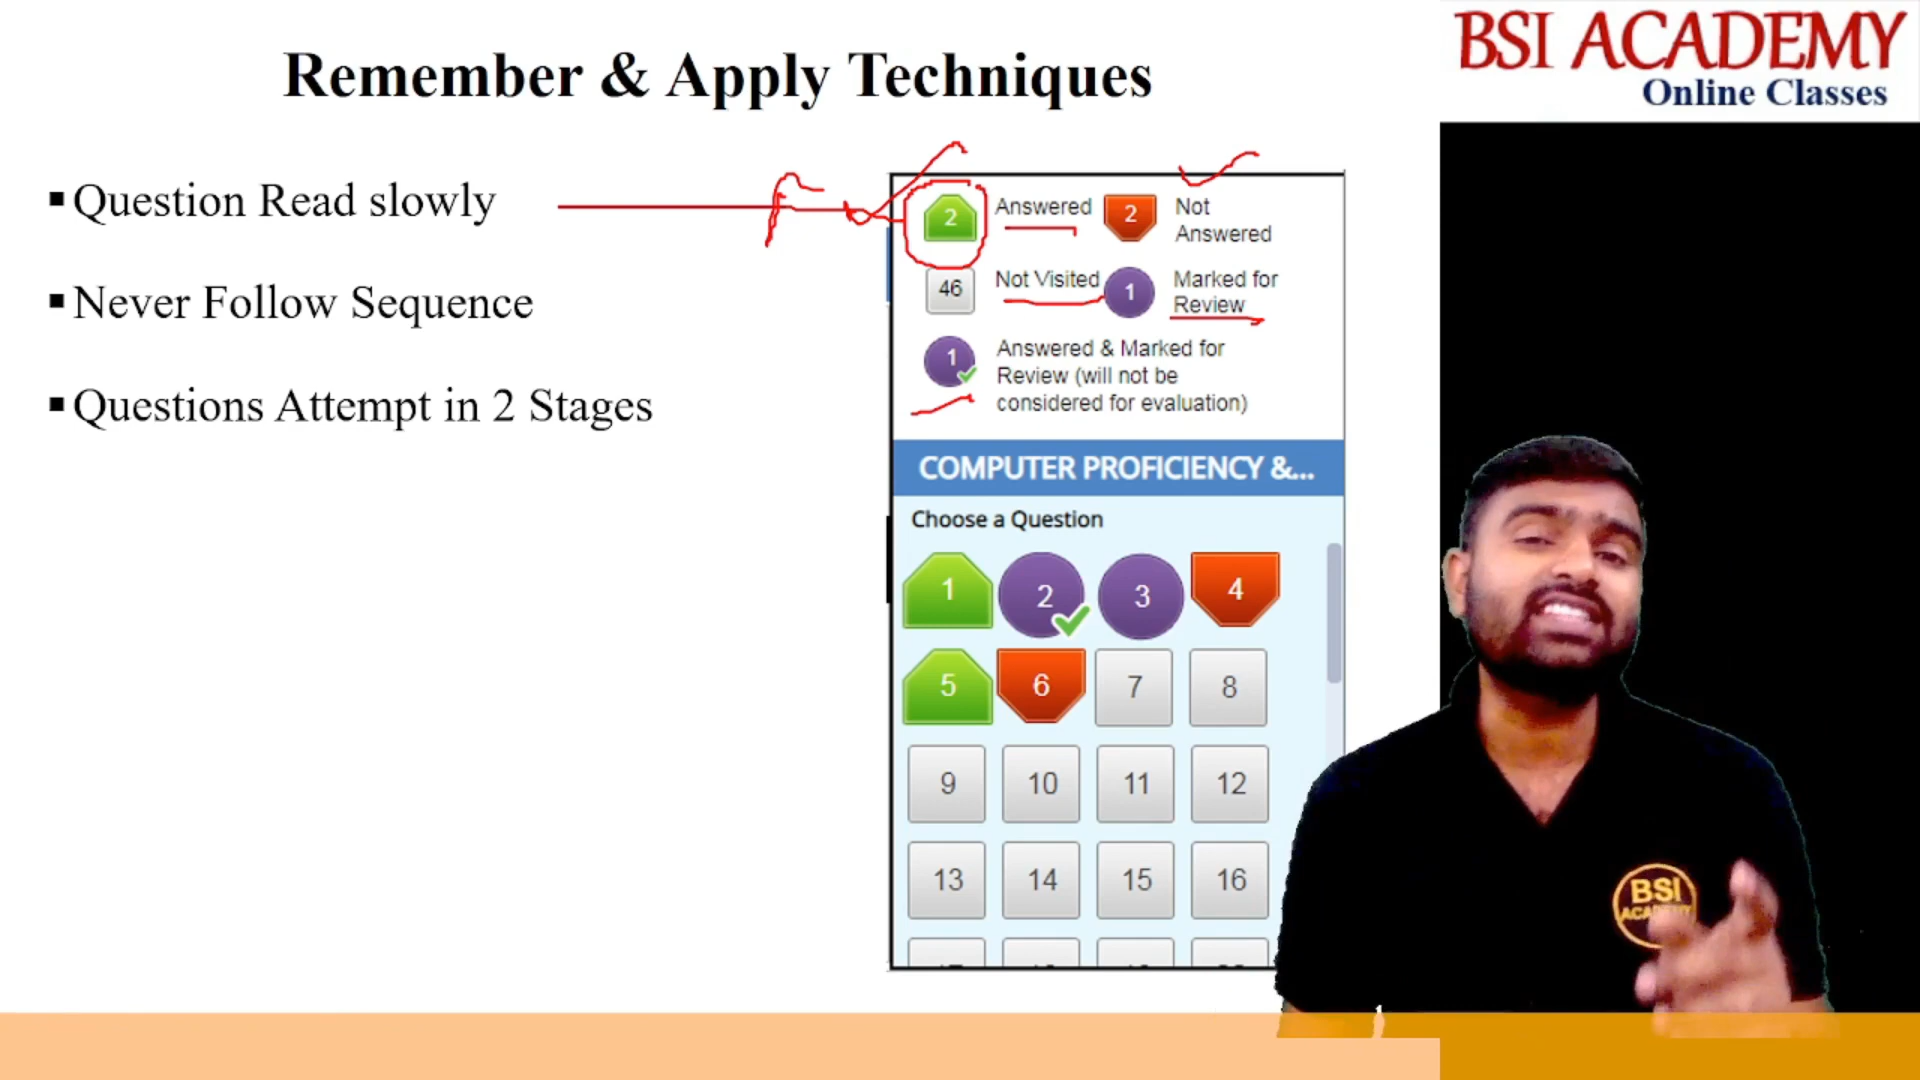 Remember & Apply Techniques
BSI ACADEMY
Online Classes
Question Read slowly
Never Follow Sequence
Questions Attempt in 2 Stages
2 Answered 2 Not
Answered
46 Not Visited 1 Marked for
Review
1 Answered & Marked for
Review (will not be
considered for evaluation)
COMPUTER PROFICIENCY &...
Choose a Question
1 2 3 4
5 6 7 8
9 10 11 12
13 14 15 16
BSI
ACADEMY